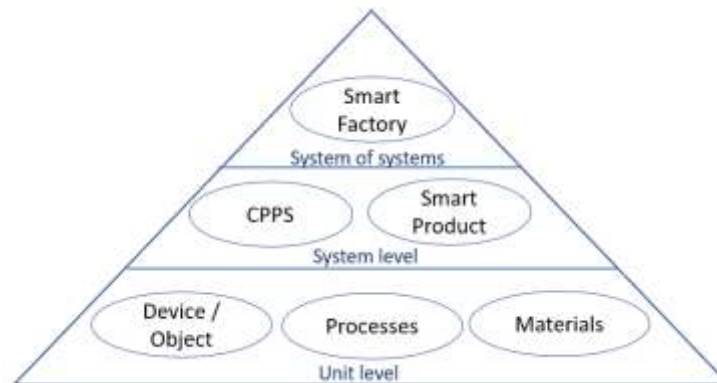 Smart
Factory
System of systems
CPPS
Smart
Product
System level
Device /
Object
Processes
Materials
Unit level